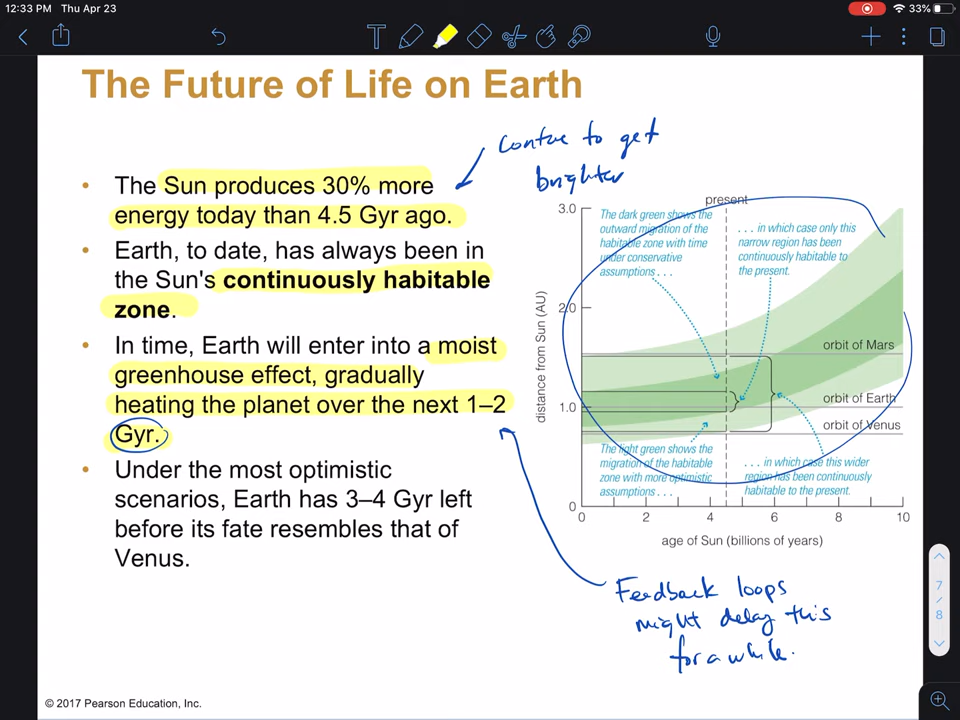 12:33 PM Thu Apr 23
33%
The Future of Life on Earth
contue to get
brighter
• The Sun produces 30% more
energy today than 4.5 Gyr ago.
• Earth, to date, has always been in
the Sun's continuously habitable
zone.
• In time, Earth will enter into a moist
greenhouse effect, gradually
heating the planet over the next 1–2
Gyr.
• Under the most optimistic
scenarios, Earth has 3–4 Gyr left
before its fate resembles that of
Venus.
present
3.0
2.0
1.0
0
distance from Sun (AU)
The dark green shows the
outward migration of the
habitable zone with time
under conservative
assumptions . . .
. . . in which case only this
narrow region has been
continuously habitable to
the present.
orbit of Mars
orbit of Earth
orbit of Venus
The light green shows the
migration of the habitable
zone with more optimistic
assumptions . . .
. . . in which case this wider
region has been continuously
habitable to the present.
0 2 4 6 8 10
age of Sun (billions of years)
Feedback loops
might delay this
for a while.
7
/
8
© 2017 Pearson Education, Inc.